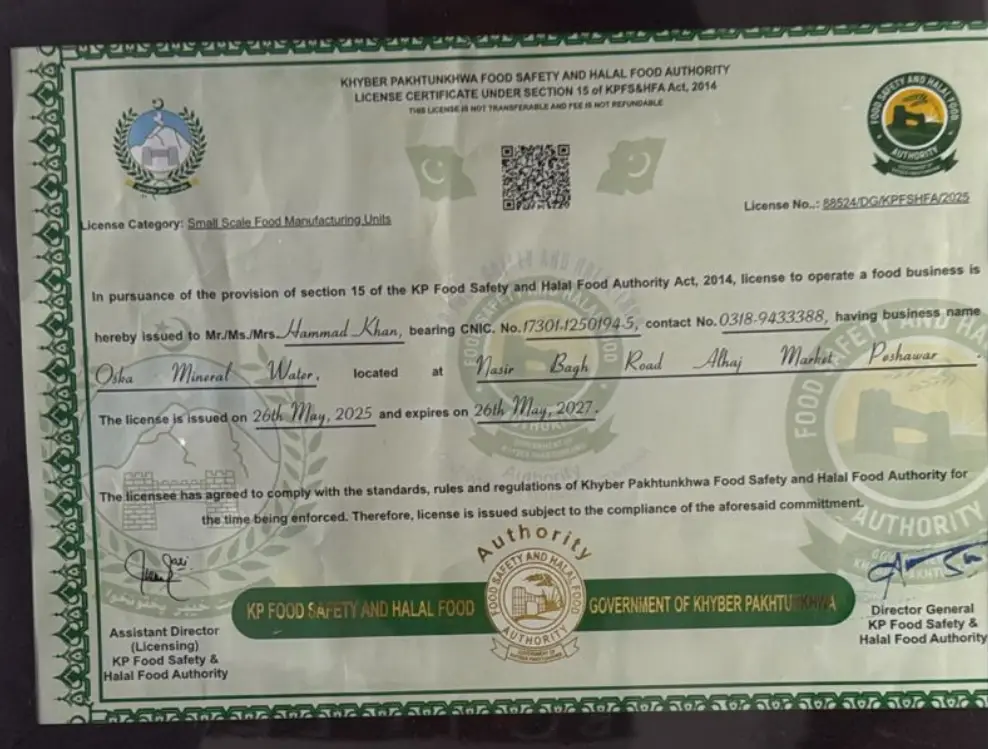 KHYBER PAKHTUNKHWA FOOD SAFETY AND HALAL FOOD AUTHORITY
LICENSE CERTIFICATE UNDER SECTION 15 of KPFS&HFA Act, 2014
THIS LICENSE IS NOT TRANSFERABLE AND FEE IS NOT REFUNDABLE
FOOD SAFETY AND HALAL FOOD
AUTHORITY
License Category: Small Scale Food Manufacturing Units
License No..: 88524/DG/KPFSHFA/2025
In pursuance of the provision of section 15 of the KP Food Safety and Halal Food Authority Act, 2014, license to operate a food business is
hereby issued to Mr/Ms/Mrs. Hammad Khan, bearing CNIC. No. 17301-1250194-5, contact No. 0318-9433388, having business name
Oska Mineral Water, located at Nasir Bagh Road Alhaj Market Peshawar .
The license is issued on 26th May, 2025 and expires on 26th May, 2027.
The licensee has agreed to comply with the standards, rules and regulations of Khyber Pakhtunkhwa Food Safety and Halal Food Authority for
the time being enforced. Therefore, license is issued subject to the compliance of the aforesaid committment.
Authority
KP FOOD SAFETY AND HALAL FOOD
FOOD SAFETY AND HALAL FOOD
AUTHORITY
GOVERNMENT OF KHYBER PAKHTUNKHWA
Assistant Director
(Licensing)
KP Food Safety &
Halal Food Authority
Director General
KP Food Safety &
Halal Food Authority